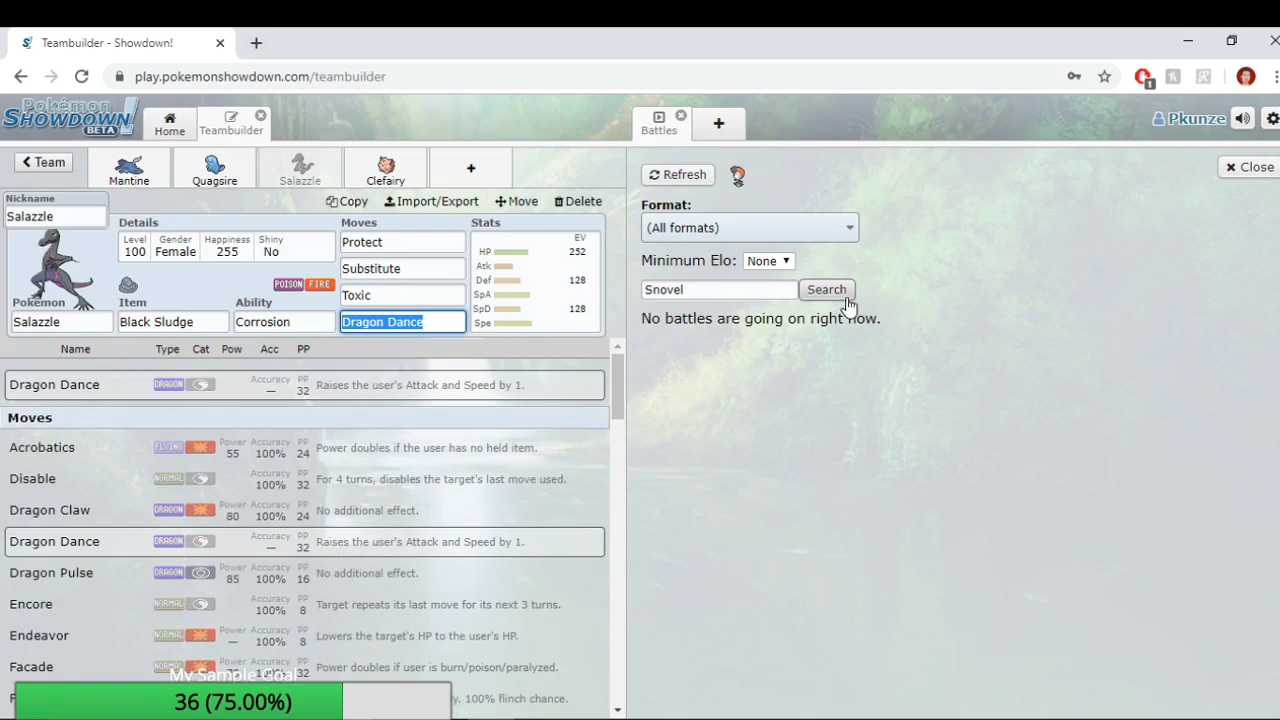 Teambuilder - Showdown!
play.pokemonshowdown.com/teambuilder
1
Pokémon
SHOWDOWN!
BETA
Home
Teambuilder
Battles
Pkunze
Team
Mantine
Quagsire
Salazzle
Clefairy
Refresh
Close
Nickname
Salazzle
Copy
Import/Export
Move
Delete
Details
Moves
Stats
Level
100
Gender
Female
Happiness
255
Shiny
No
POISON FIRE
Pokémon
Salazzle
Item
Black Sludge
Ability
Corrosion
Protect
Substitute
Toxic
Dragon Dance
EV
HP 252
Atk
Def 128
SpA
SpD 128
Spe
Format:
(All formats)
Minimum Elo: None
Snovel Search
No battles are going on right now.
Name Type Cat Pow Acc PP
Dragon Dance DRAGON Accuracy — PP 32 Raises the user's Attack and Speed by 1.
Moves
Acrobatics FLYING Power 55 Accuracy 100% PP 24 Power doubles if the user has no held item.
Disable NORMAL Accuracy 100% PP 32 For 4 turns, disables the target's last move used.
Dragon Claw DRAGON Power 80 Accuracy 100% PP 24 No additional effect.
Dragon Dance DRAGON Accuracy — PP 32 Raises the user's Attack and Speed by 1.
Dragon Pulse DRAGON Power 85 Accuracy 100% PP 16 No additional effect.
Encore NORMAL Accuracy 100% PP 8 Target repeats its last move for its next 3 turns.
Endeavor NORMAL Power — Accuracy 100% PP 8 Lowers the target's HP to the user's HP.
Facade NORMAL Power Accuracy PP 32 Power doubles if user is burn/poison/paralyzed.
100% flinch chance.
My Sample Goal
36 (75.00%)